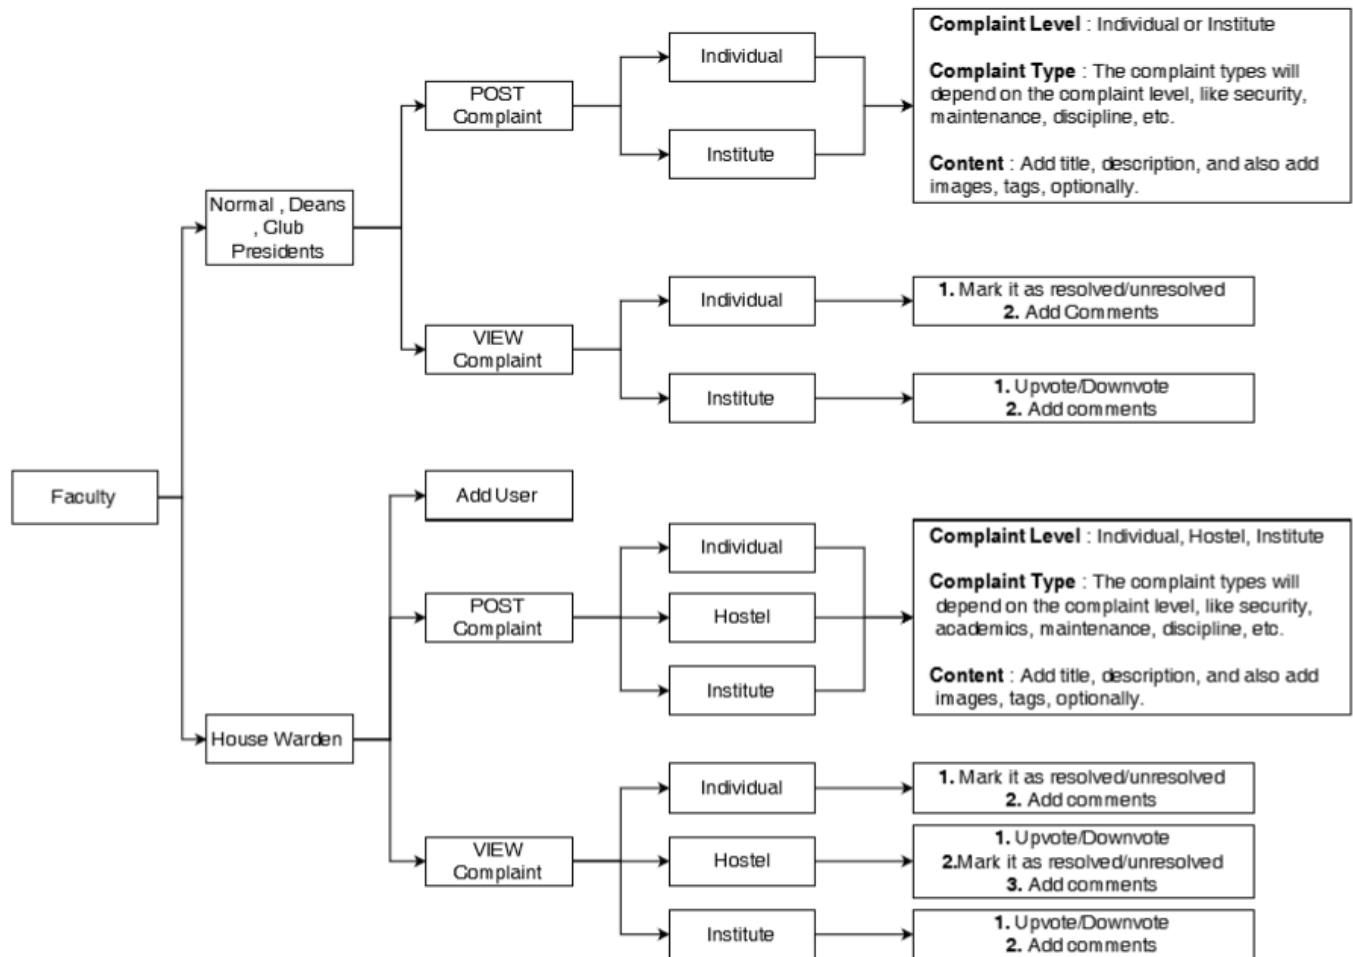 Faculty
Normal , Deans
, Club
Presidents
POST
Complaint
Individual
Institute
Complaint Level : Individual or Institute
Complaint Type : The complaint types will
depend on the complaint level, like security,
maintenance, discipline, etc.
Content : Add title, description, and also add
images, tags, optionally.
VIEW
Complaint
Individual
1. Mark it as resolved/unresolved
2. Add Comments
Institute
1. Upvote/Downvote
2. Add comments
House Warden
Add User
POST
Complaint
Individual
Hostel
Institute
Complaint Level : Individual, Hostel, Institute
Complaint Type : The complaint types will
depend on the complaint level, like security,
academics, maintenance, discipline, etc.
Content : Add title, description, and also add
images, tags, optionally.
VIEW
Complaint
Individual
1. Mark it as resolved/unresolved
2. Add comments
Hostel
1. Upvote/Downvote
2.Mark it as resolved/unresolved
3. Add comments
Institute
1. Upvote/Downvote
2. Add comments